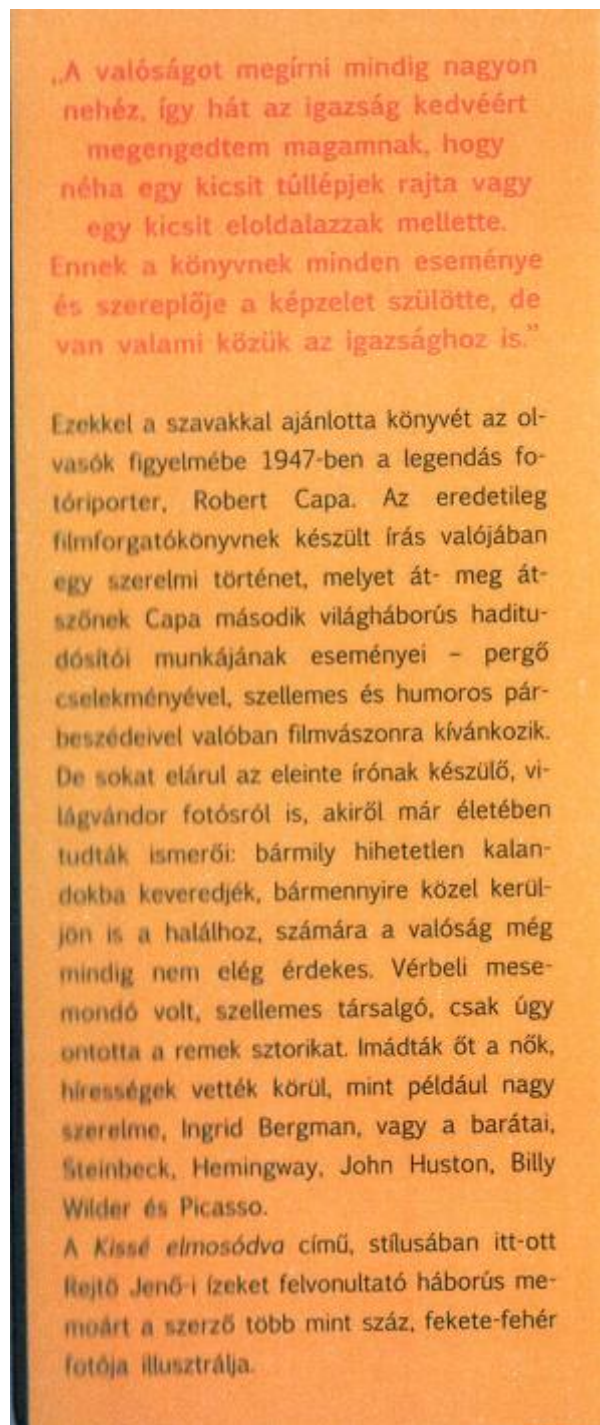 „A valóságot megírni mindig nagyon
nehéz, így hát az igazság kedvéért
megengedtem magamnak, hogy
néha egy kicsit túllépjek rajta vagy
egy kicsit eloldalazzak mellette.
Ennek a könyvnek minden eseménye
és szereplője a képzelet szülötte, de
van valami közük az igazsághoz is.”
Ezekkel a szavakkal ajánlotta könyvét az ol-
vasók figyelmébe 1947-ben a legendás fo-
tóriporter, Robert Capa. Az eredetileg
filmforgatókönyvnek készült írás valójában
egy szerelmi történet, melyet át- meg át-
szőnek Capa második világháborús haditu-
dósítói munkájának eseményei – pergő
cselekményével, szellemes és humoros pár-
beszédeivel valóban filmvászonra kívánkozik.
De sokat elárul az eleinte írónak készülő, vi-
lágvándor fotósról is, akiről már életében
tudták ismerői: bármily hihetetlen kalan-
dokba keveredjék, bármennyire közel kerül-
jön is a halálhoz, számára a valóság még
mindig nem elég érdekes. Vérbeli mese-
mondó volt, szellemes társalgó, csak úgy
ontotta a remek sztorikat. Imádták őt a nők,
hírességek vették körül, mint például nagy
szerelme, Ingrid Bergman, vagy a barátai,
Steinbeck, Hemingway, John Huston, Billy
Wilder és Picasso.
A Kissé elmosódva című, stílusában itt-ott
Rejtő Jenő-i ízeket felvonultató háborús me-
moárt a szerző több mint száz, fekete-fehér
fotója illusztrálja.